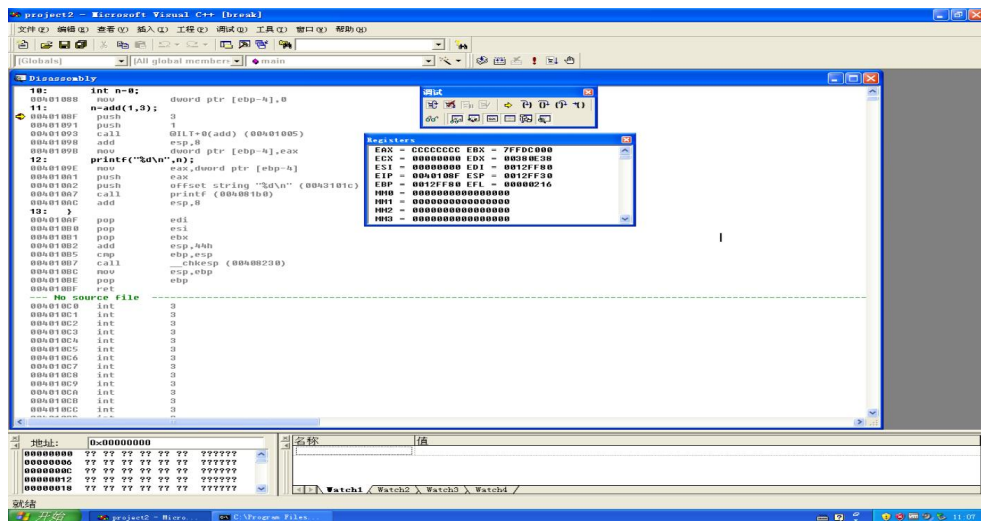 project2 - Microsoft Visual C++ [break]
文件(F) 编辑(E) 查看(V) 插入(I) 工程(P) 调试(D) 工具(T) 窗口(W) 帮助(H)
[Globals] [All global members main
Disassembly
10: int n=0;
00401088 mov dword ptr [ebp-4],0
11: n=add(1,3);
0040108F push 3
00401091 push 1
00401093 call @ILT+0(add) (00401005)
00401098 add esp,8
0040109B mov dword ptr [ebp-4],eax
12: printf("%d\n",n);
0040109E mov eax,dword ptr [ebp-4]
004010A1 push eax
004010A2 push offset string "%d\n" (0043101c)
004010A7 call printf (004081b0)
004010AC add esp,8
13: }
004010AF pop edi
004010B0 pop esi
004010B1 pop ebx
004010B2 add esp,44h
004010B5 cmp ebp,esp
004010B7 call __chkesp (00408230)
004010BC mov esp,ebp
004010BE pop ebp
004010BF ret
--- No source file
004010C0 int 3
004010C1 int 3
004010C2 int 3
004010C3 int 3
004010C4 int 3
004010C5 int 3
004010C6 int 3
004010C7 int 3
004010C8 int 3
004010C9 int 3
004010CA int 3
004010CB int 3
004010CC int 3
调试
Registers
EAX = CCCCCCCC EBX = 7FFDC000
ECX = 00000000 EDX = 00380E38
ESI = 00000000 EDI = 0012FF80
EIP = 0040108F ESP = 0012FF30
EBP = 0012FF80 EFL = 00000216
MM0 = 0000000000000000
MM1 = 0000000000000000
MM2 = 0000000000000000
MM3 = 0000000000000000
地址: 0x00000000
00000000 ?? ?? ?? ?? ?? ?? ??????
00000006 ?? ?? ?? ?? ?? ?? ??????
0000000C ?? ?? ?? ?? ?? ?? ??????
00000012 ?? ?? ?? ?? ?? ?? ??????
00000018 ?? ?? ?? ?? ?? ?? ??????
名称 值
Watch1 Watch2 Watch3 Watch4
就绪
开始 project2 - Micro... C:\Program Files... 11:07